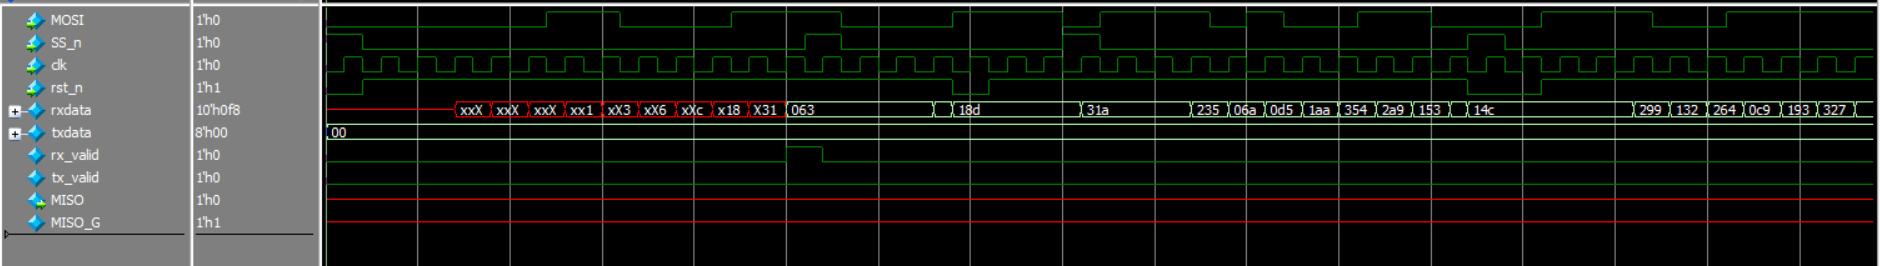 MOSI 1'h0
SS_n 1'h0
clk 1'h0
rst_n 1'h1
rxdata 10'h0f8 xxX xxX xxX xx1 xX3 xX6 xXc x18 X31 063 18d 31a 235 06a 0d5 1aa 354 2a9 153 14c 299 132 264 0c9 193 327
txdata 8'h00 00
rx_valid 1'h0
tx_valid 1'h0
MISO 1'h0
MISO_G 1'h1